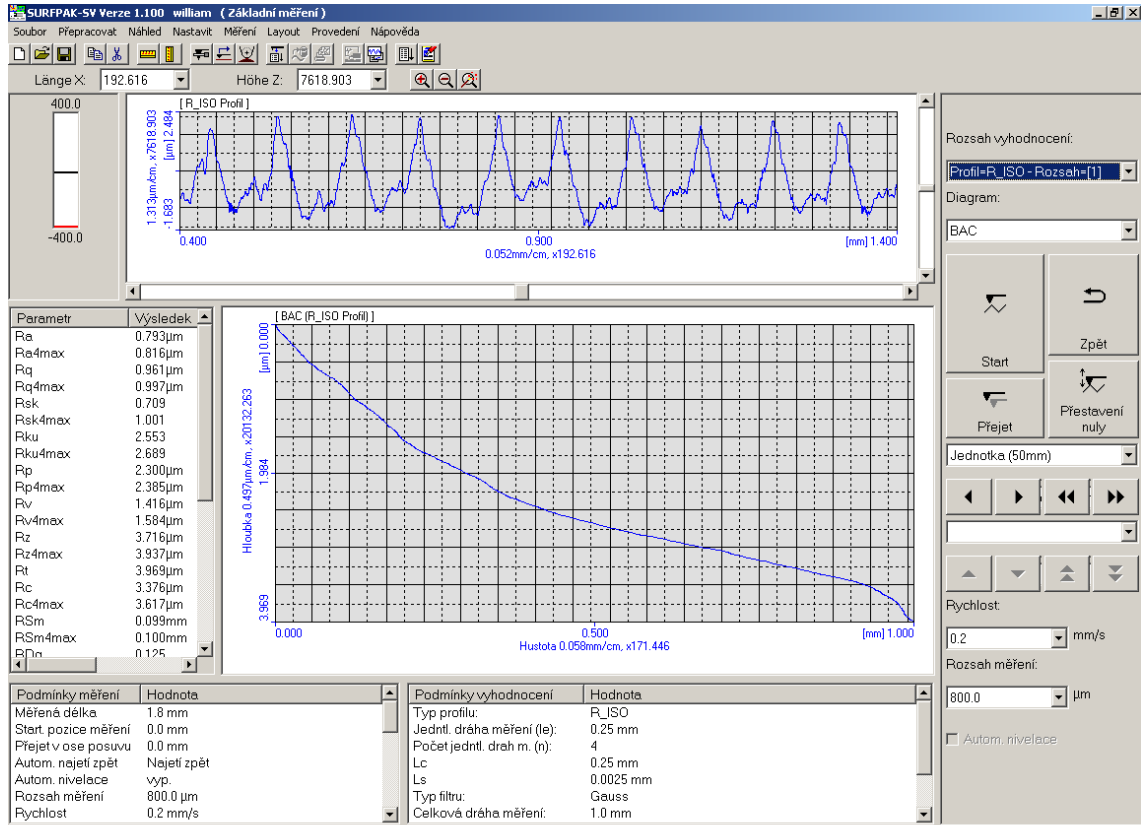 SURFPAK-SV Verze 1.100 william ( Základní měření )
Soubor Přepracovat Náhled Nastavit Měření Layout Provedení Nápověda
Länge X: 192.616 Höhe Z: 7618.903
400.0
-400.0
[ R_ISO Profil ]
1.313µm/cm, x7618.903
-1.683 [µm] 2.484
0.400 0.900 [mm] 1.400
0.052mm/cm, x192.616
Parametr Výsledek
Ra 0.793µm
Ra4max 0.816µm
Rq 0.961µm
Rq4max 0.997µm
Rsk 0.709
Rsk4max 1.001
Rku 2.553
Rku4max 2.689
Rp 2.300µm
Rp4max 2.385µm
Rv 1.416µm
Rv4max 1.584µm
Rz 3.716µm
Rz4max 3.937µm
Rt 3.969µm
Rc 3.376µm
Rc4max 3.617µm
RSm 0.099mm
RSm4max 0.100mm
RDq 0.125
[ BAC (R_ISO Profil) ]
Hloubka 0.497µm/cm, x20132.263
3.969 1.984 [µm] 0.000
0.000 0.500 [mm] 1.000
Hustota 0.058mm/cm, x171.446
Rozsah vyhodnocení:
Profil=R_ISO - Rozsah=[1]
Diagram:
BAC
Start
Zpět
Přejet
Přestavení
nuly
Jednotka (50mm)
Rychlost:
0.2 mm/s
Rozsah měření:
800.0 µm
Autom. nivelace
Podmínky měření Hodnota
Měřená délka 1.8 mm
Start. pozice měření 0.0 mm
Přejet v ose posuvu 0.0 mm
Autom. najetí zpět Najetí zpět
Autom. nivelace vyp.
Rozsah měření 800.0 µm
Rychlost 0.2 mm/s
Podmínky vyhodnocení Hodnota
Typ profilu: R_ISO
Jedntl. dráha měření (le): 0.25 mm
Počet jedntl. drah m. (n): 4
Lc 0.25 mm
Ls 0.0025 mm
Typ filtru: Gauss
Celková dráha měření: 1.0 mm